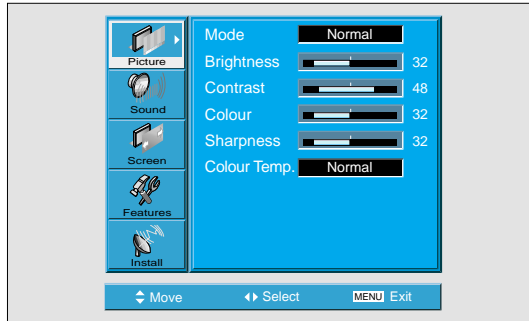 Picture
Sound
Screen
Features
Install
Mode Normal
Brightness 32
Contrast 48
Colour 32
Sharpness 32
Colour Temp. Normal
Move Select MENU Exit